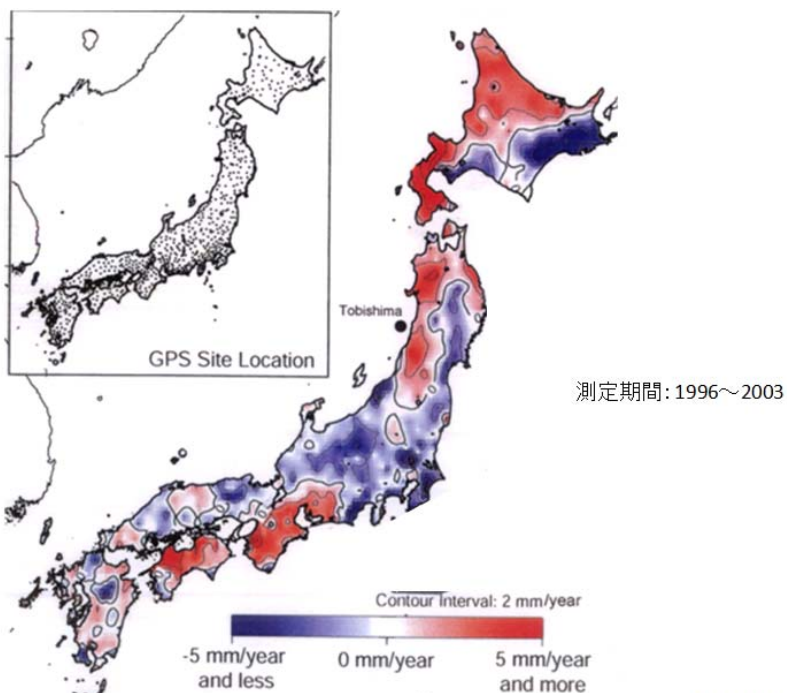 GPS Site Location
Tobishima
測定期間:1996～2003
Contour Interval: 2 mm/year
-5 mm/year
and less
0 mm/year
5 mm/year
and more